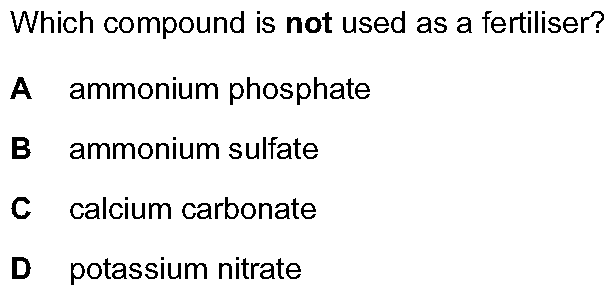 Which compound is not used as a fertiliser?
A ammonium phosphate
B ammonium sulfate
C calcium carbonate
D potassium nitrate